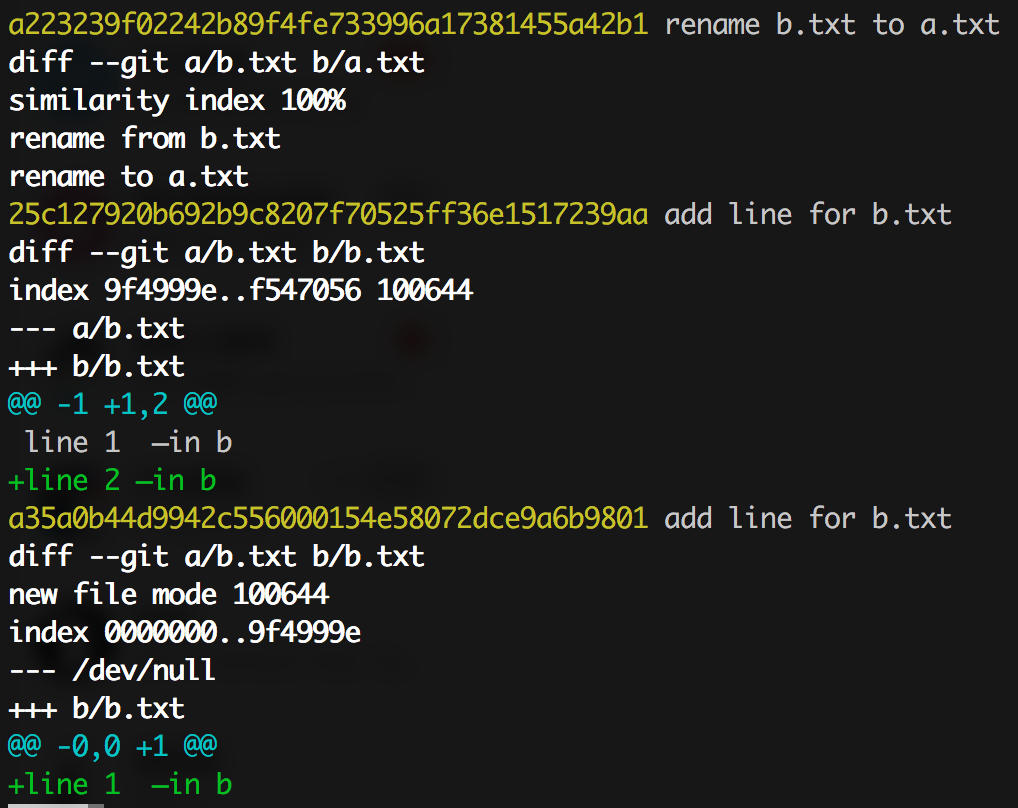 a223239f02242b89f4fe733996a17381455a42b1 rename b.txt to a.txt
diff --git a/b.txt b/a.txt
similarity index 100%
rename from b.txt
rename to a.txt
25c127920b692b9c8207f70525ff36e1517239aa add line for b.txt
diff --git a/b.txt b/b.txt
index 9f4999e..f547056 100644
--- a/b.txt
+++ b/b.txt
@@ -1 +1,2 @@
 line 1  —in b
+line 2 —in b
a35a0b44d9942c556000154e58072dce9a6b9801 add line for b.txt
diff --git a/b.txt b/b.txt
new file mode 100644
index 0000000..9f4999e
--- /dev/null
+++ b/b.txt
@@ -0,0 +1 @@
+line 1  —in b